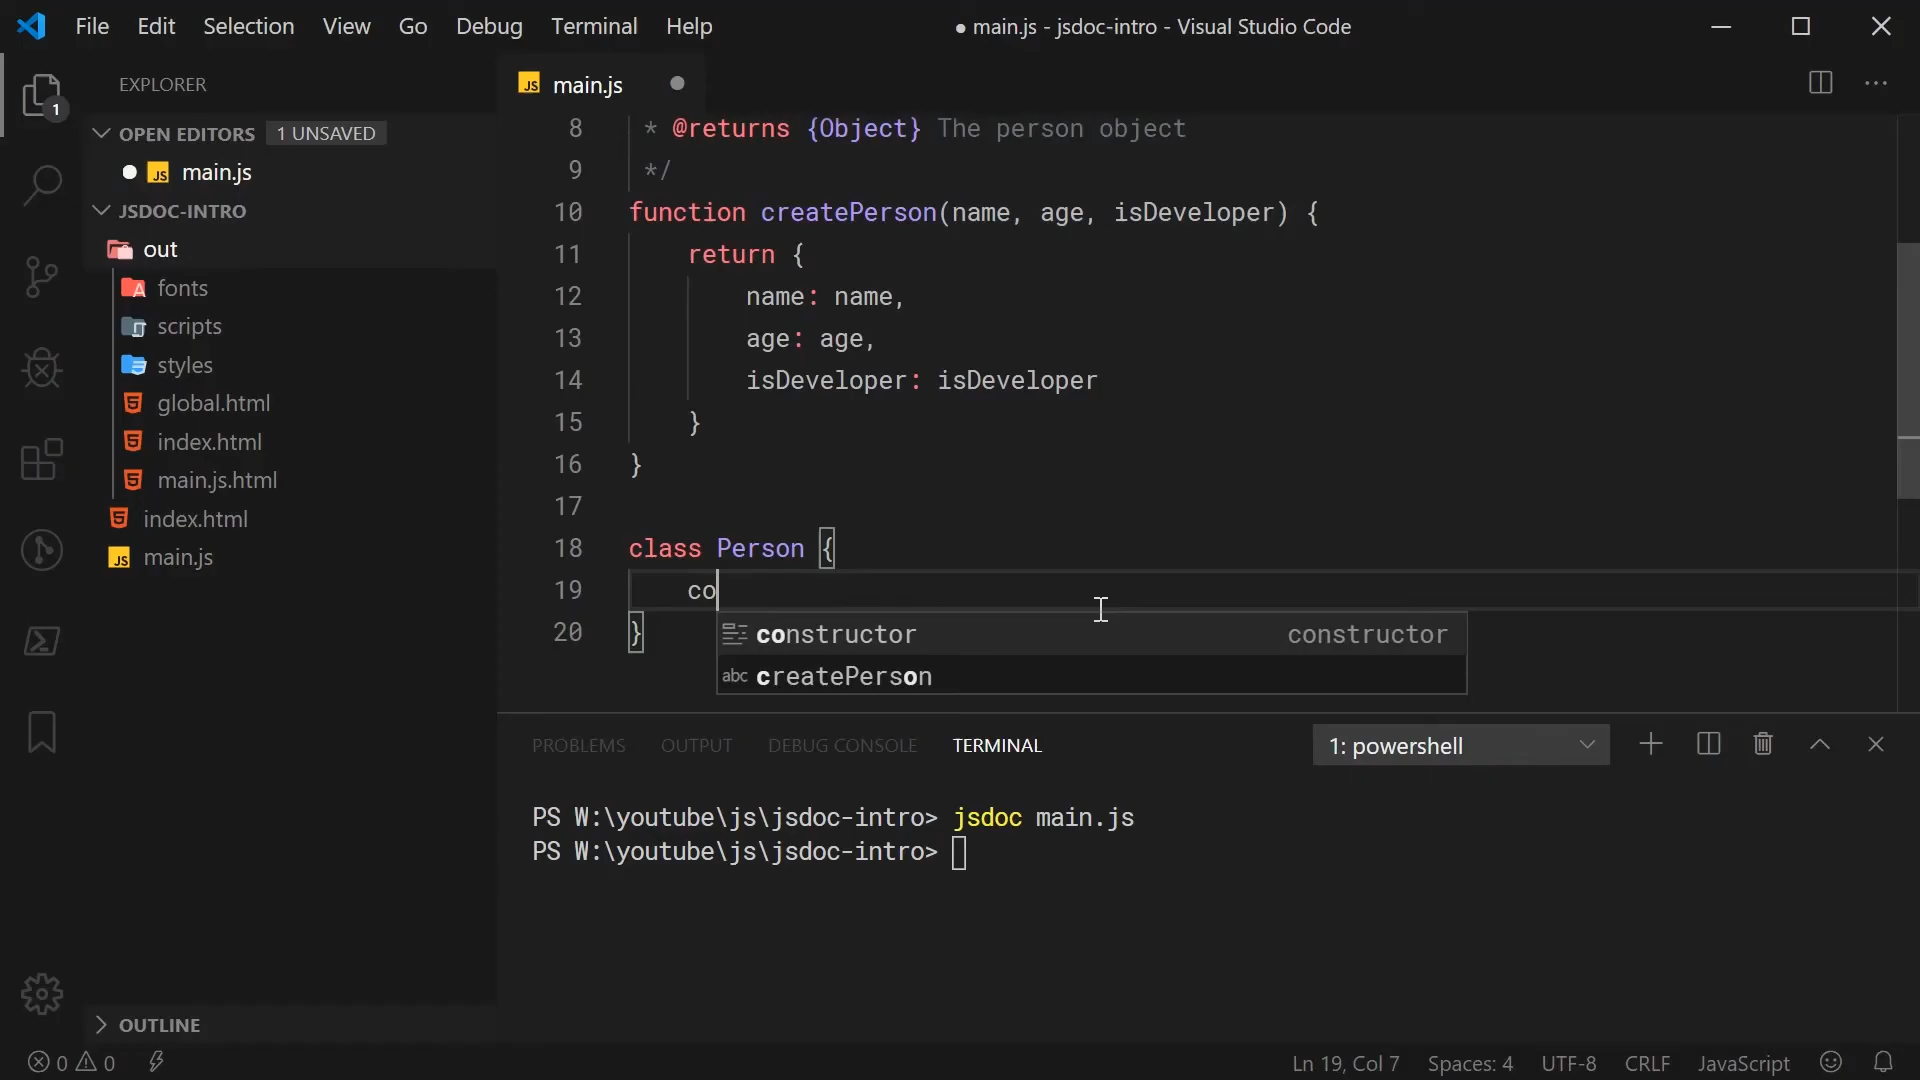 File Edit Selection View Go Debug Terminal Help
● main.js - jsdoc-intro - Visual Studio Code
EXPLORER
1
OPEN EDITORS 1 UNSAVED
JS main.js
JSDOC-INTRO
out
fonts
scripts
styles
global.html
index.html
main.js.html
index.html
JS main.js
OUTLINE
JS main.js
8 * @returns {Object} The person object
9 */
10 function createPerson(name, age, isDeveloper) {
11 return {
12 name: name,
13 age: age,
14 isDeveloper: isDeveloper
15 }
16 }
17
18 class Person {
19 co
20 }
constructor constructor
abc createPerson
PROBLEMS OUTPUT DEBUG CONSOLE TERMINAL 1: powershell
PS W:\youtube\js\jsdoc-intro> jsdoc main.js
PS W:\youtube\js\jsdoc-intro>
0 0 Ln 19, Col 7 Spaces: 4 UTF-8 CRLF JavaScript